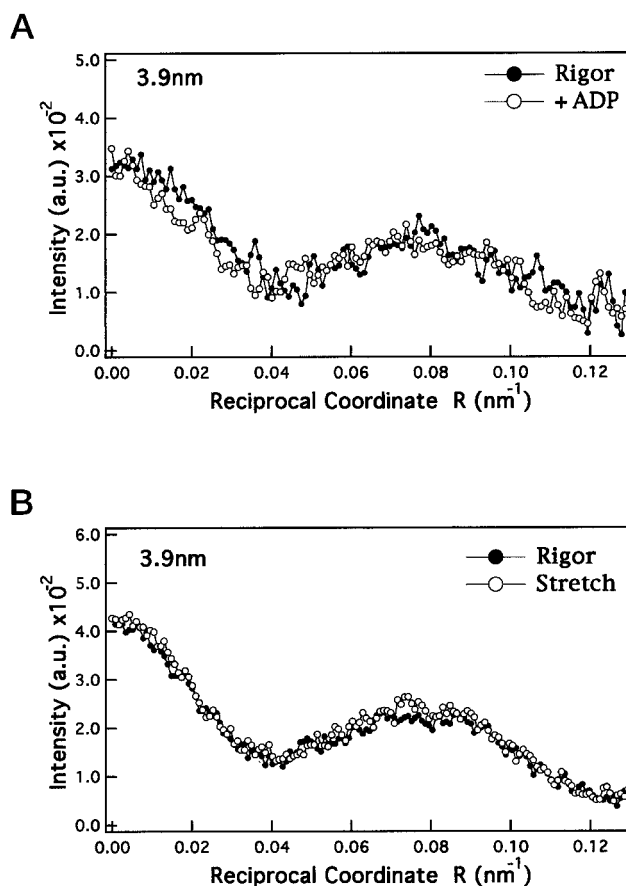 A
3.9nm
Rigor
+ ADP
5.0
4.0
3.0
2.0
1.0
0.0
Intensity (a.u.) x10-2
0.00 0.02 0.04 0.06 0.08 0.10 0.12
Reciprocal Coordinate R (nm-1)
B
3.9nm
Rigor
Stretch
6.0
5.0
4.0
3.0
2.0
1.0
0.0
Intensity (a.u.) x10-2
0.00 0.02 0.04 0.06 0.08 0.10 0.12
Reciprocal Coordinate R (nm-1)